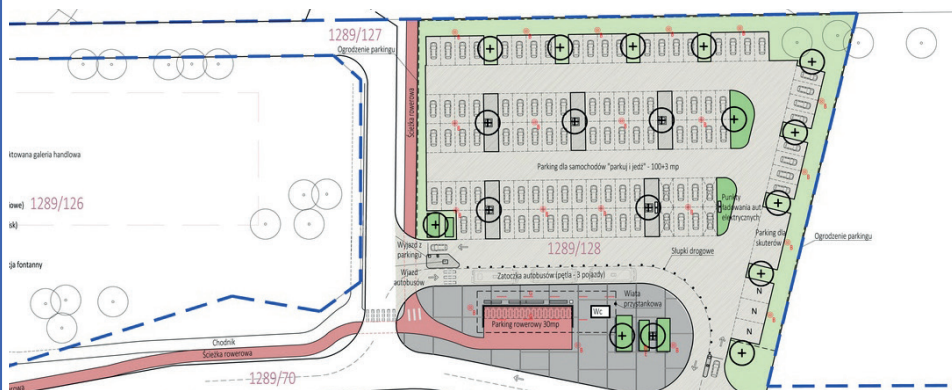 1289/127
Ogrodzenie parkingu
Ścieżka rowerowa
ktowana galeria handlowa
Parking dla samochodów "parkuj i jedź" - 100+3 mp
1289/126
owe)
sk)
Punkty
ładowania aut
elektrycznych
Parking dla
skuterów
Ogrodzenie parkingu
1289/128
Wyjazd z
parkingu
Słupki drogowe
cja fontanny
Wjazd
autobusów
Zatoczka autobusów (pętla - 3 pojazdy)
Wiata
przystankowa
WC
N
N
N
Parking rowerowy 30mp
Chodnik
Ścieżka rowerowa
1289/70